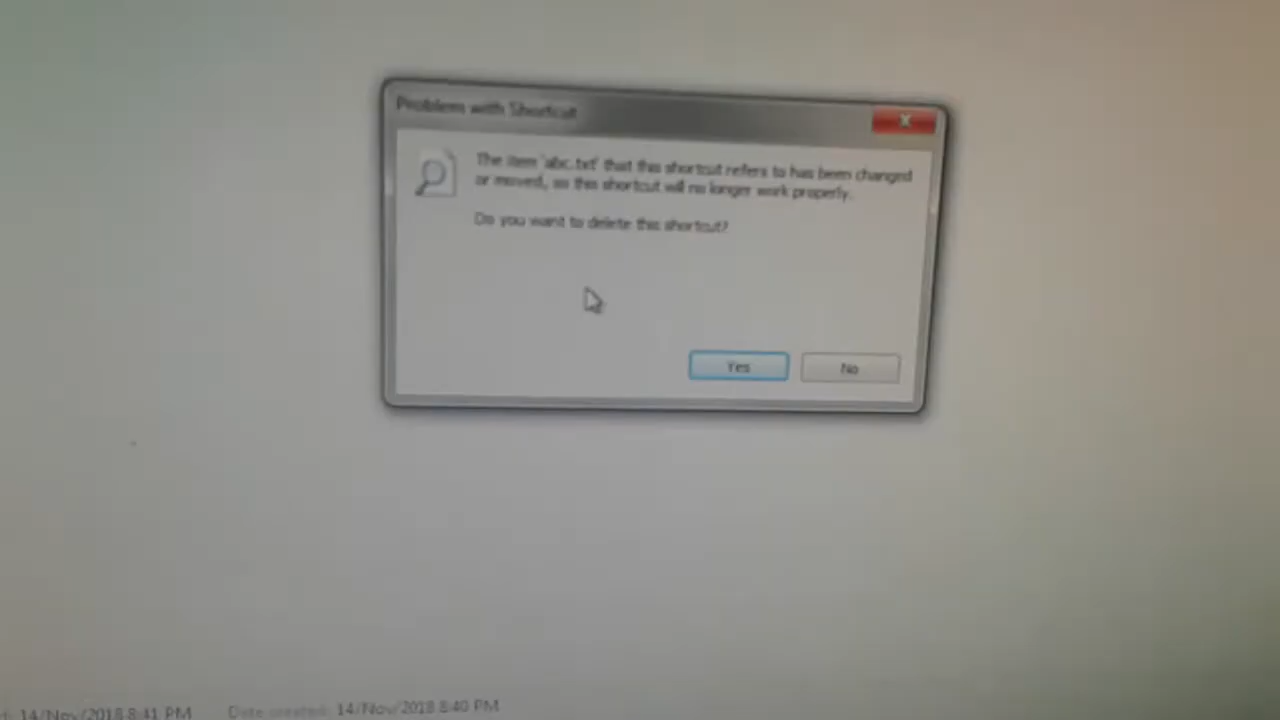 Problem with Shortcut
The item 'abc.txt' that this shortcut refers to has been changed
or moved, so this shortcut will no longer work properly.
Do you want to delete this shortcut?
Yes
No
14/Nov/2018 8:41 PM Date created: 14/Nov/2018 8:40 PM